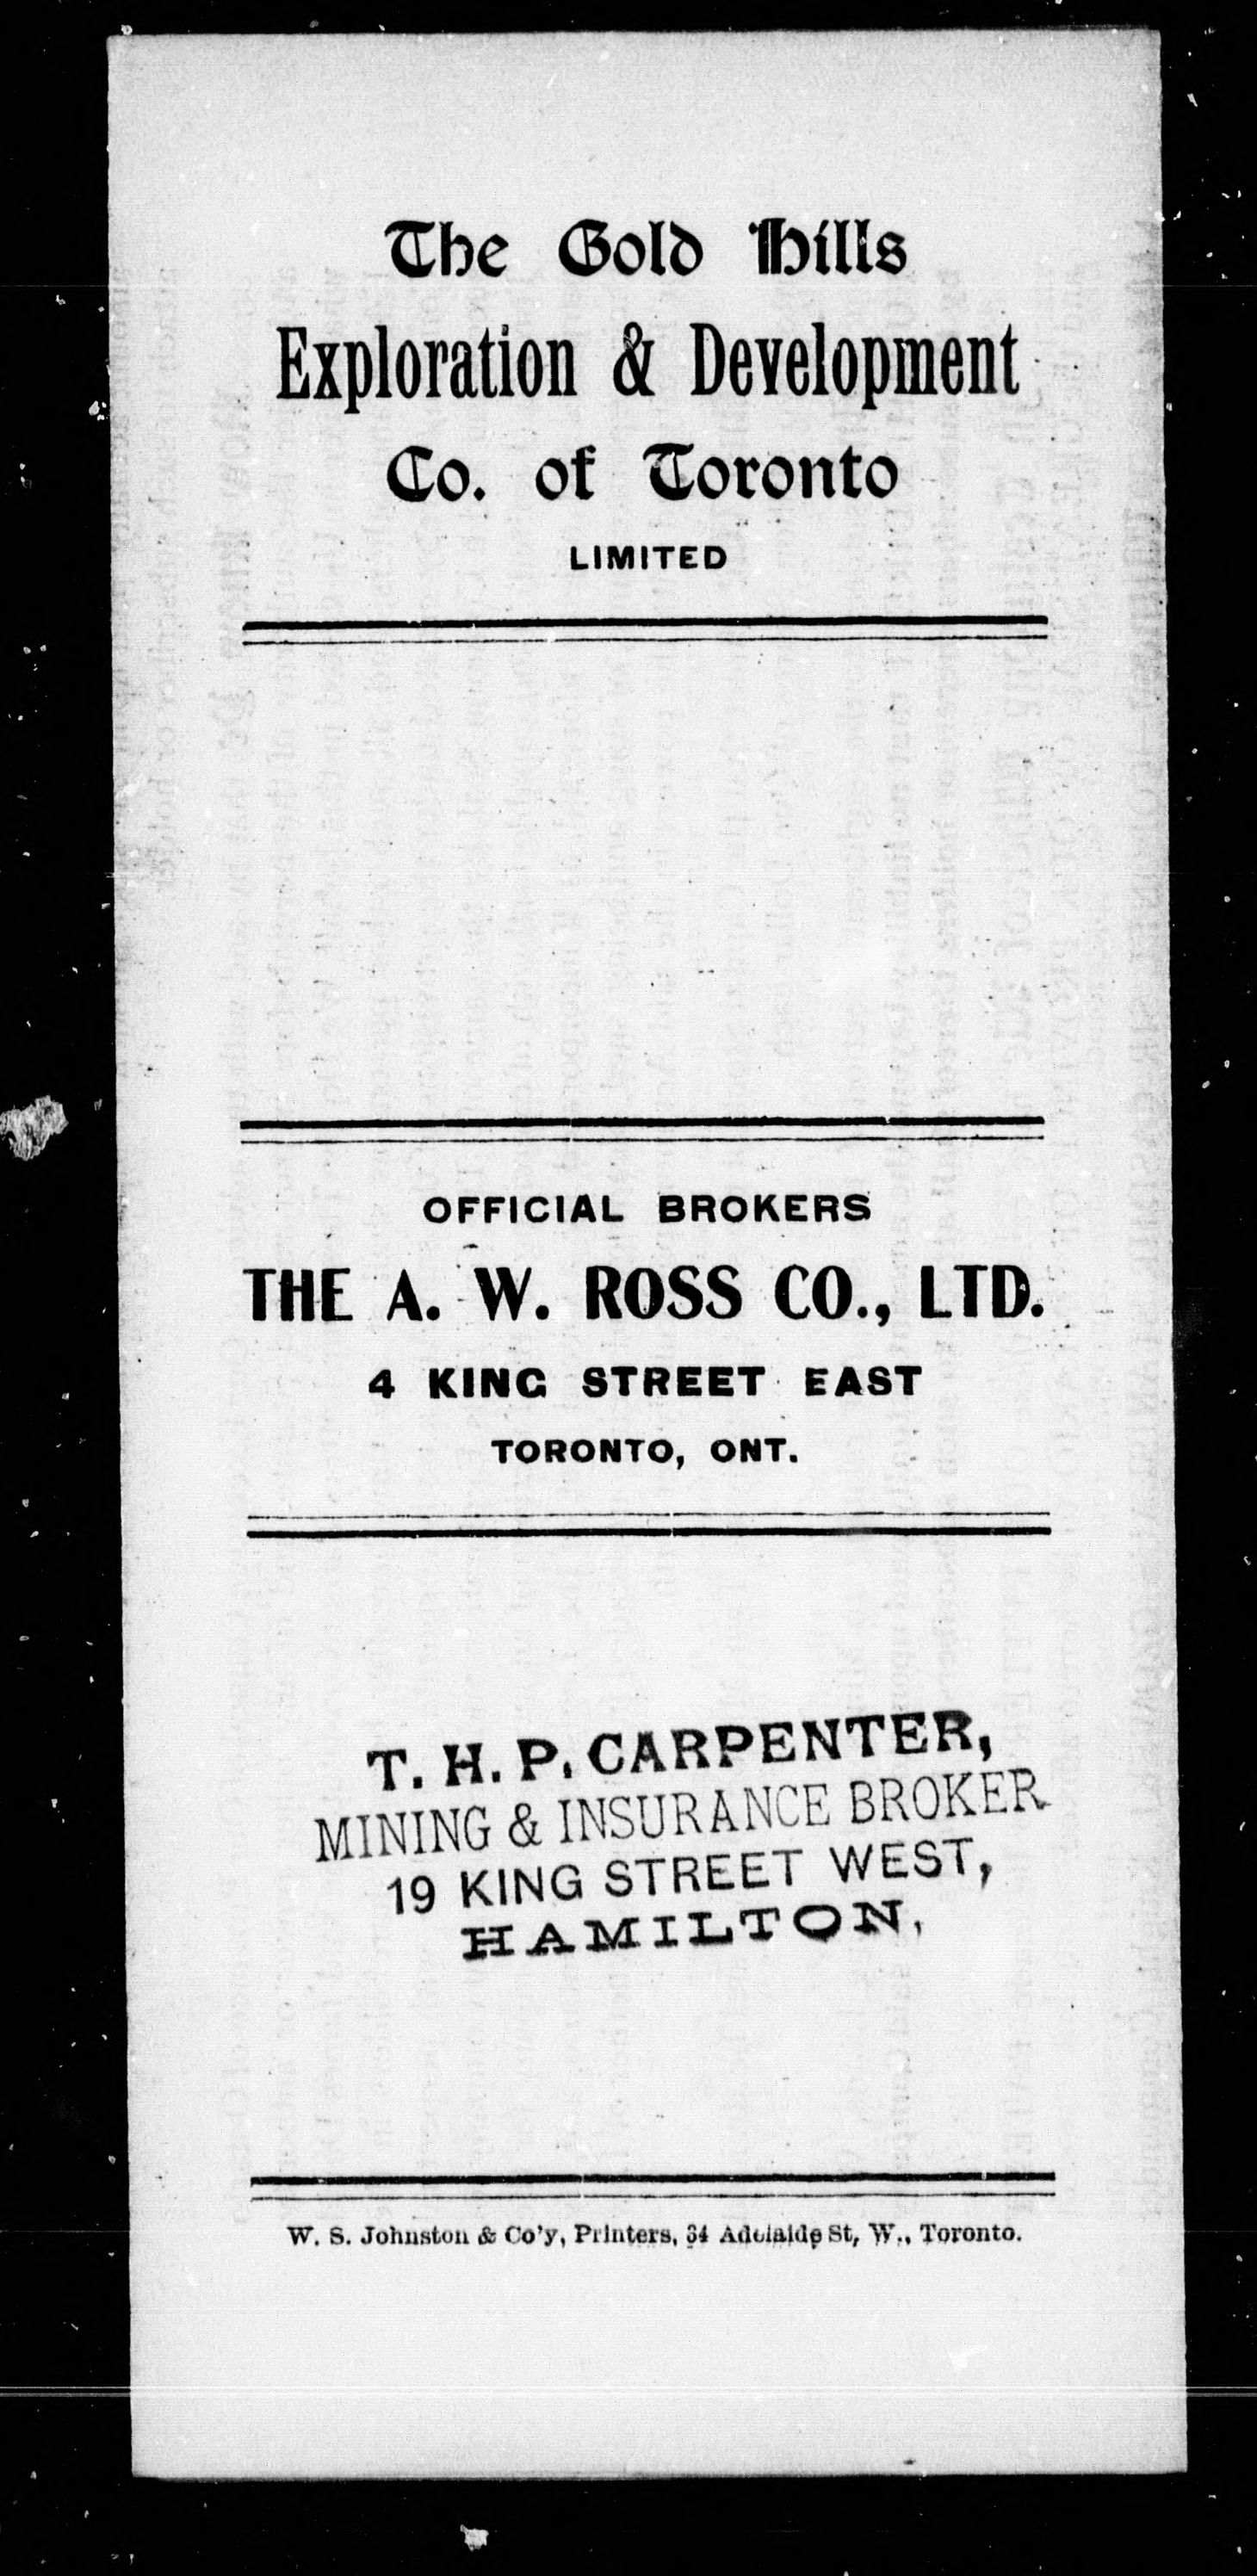 The Gold Hills
Exploration & Development
Co. of Toronto
LIMITED
OFFICIAL BROKERS
THE A. W. ROSS CO., LTD.
4 KING STREET EAST
TORONTO, ONT.
T. H. P. CARPENTER,
MINING & INSURANCE BROKER
19 KING STREET WEST,
HAMILTON,
W. S. Johnston & Co'y, Printers, 34 Adelaide St, W., Toronto.